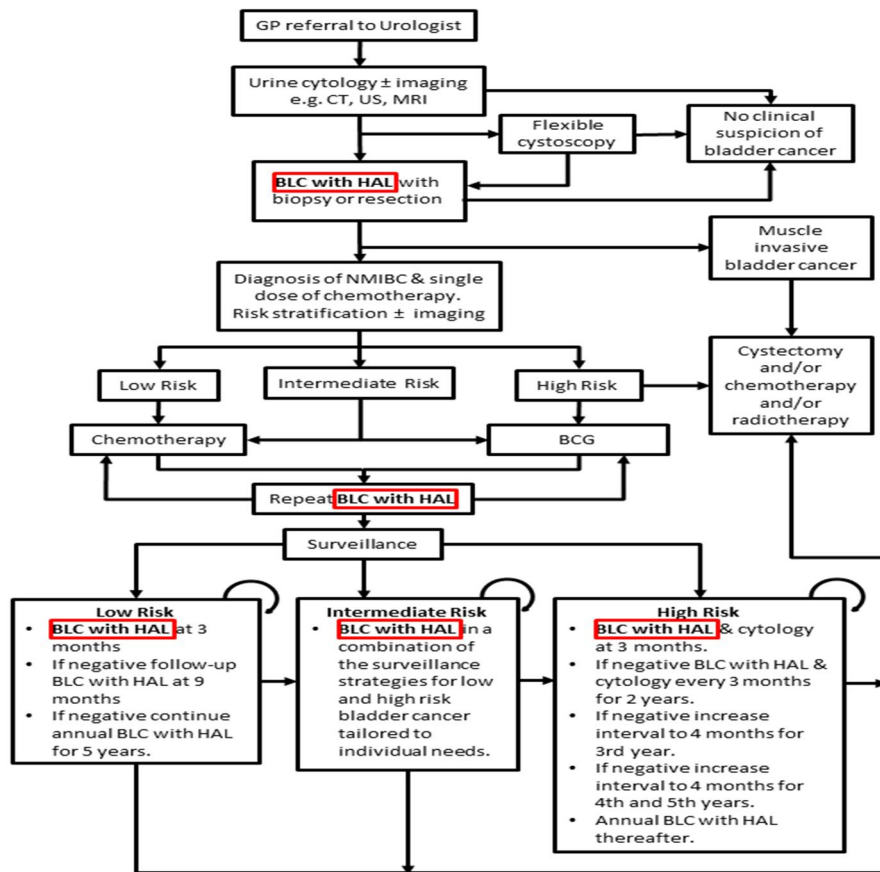 GP referral to Urologist
Urine cytology ± imaging
e.g. CT, US, MRI
Flexible
cystoscopy
No clinical
suspicion of
bladder cancer
BLC with HAL with
biopsy or resection
Muscle
invasive
bladder cancer
Diagnosis of NMIBC & single
dose of chemotherapy.
Risk stratification ± imaging
Low Risk
Intermediate Risk
High Risk
Cystectomy
and/or
chemotherapy
and/or
radiotherapy
Chemotherapy
BCG
Repeat BLC with HAL
Surveillance
Low Risk
• BLC with HAL at 3
months
• If negative follow-up
BLC with HAL at 9
months
• If negative continue
annual BLC with HAL
for 5 years.
Intermediate Risk
• BLC with HAL in a
combination of
the surveillance
strategies for low
and high risk
bladder cancer
tailored to
individual needs.
High Risk
• BLC with HAL & cytology
at 3 months.
• If negative BLC with HAL &
cytology every 3 months
for 2 years.
• If negative increase
interval to 4 months for
3rd year.
• If negative increase
interval to 4 months for
4th and 5th years.
• Annual BLC with HAL
thereafter.